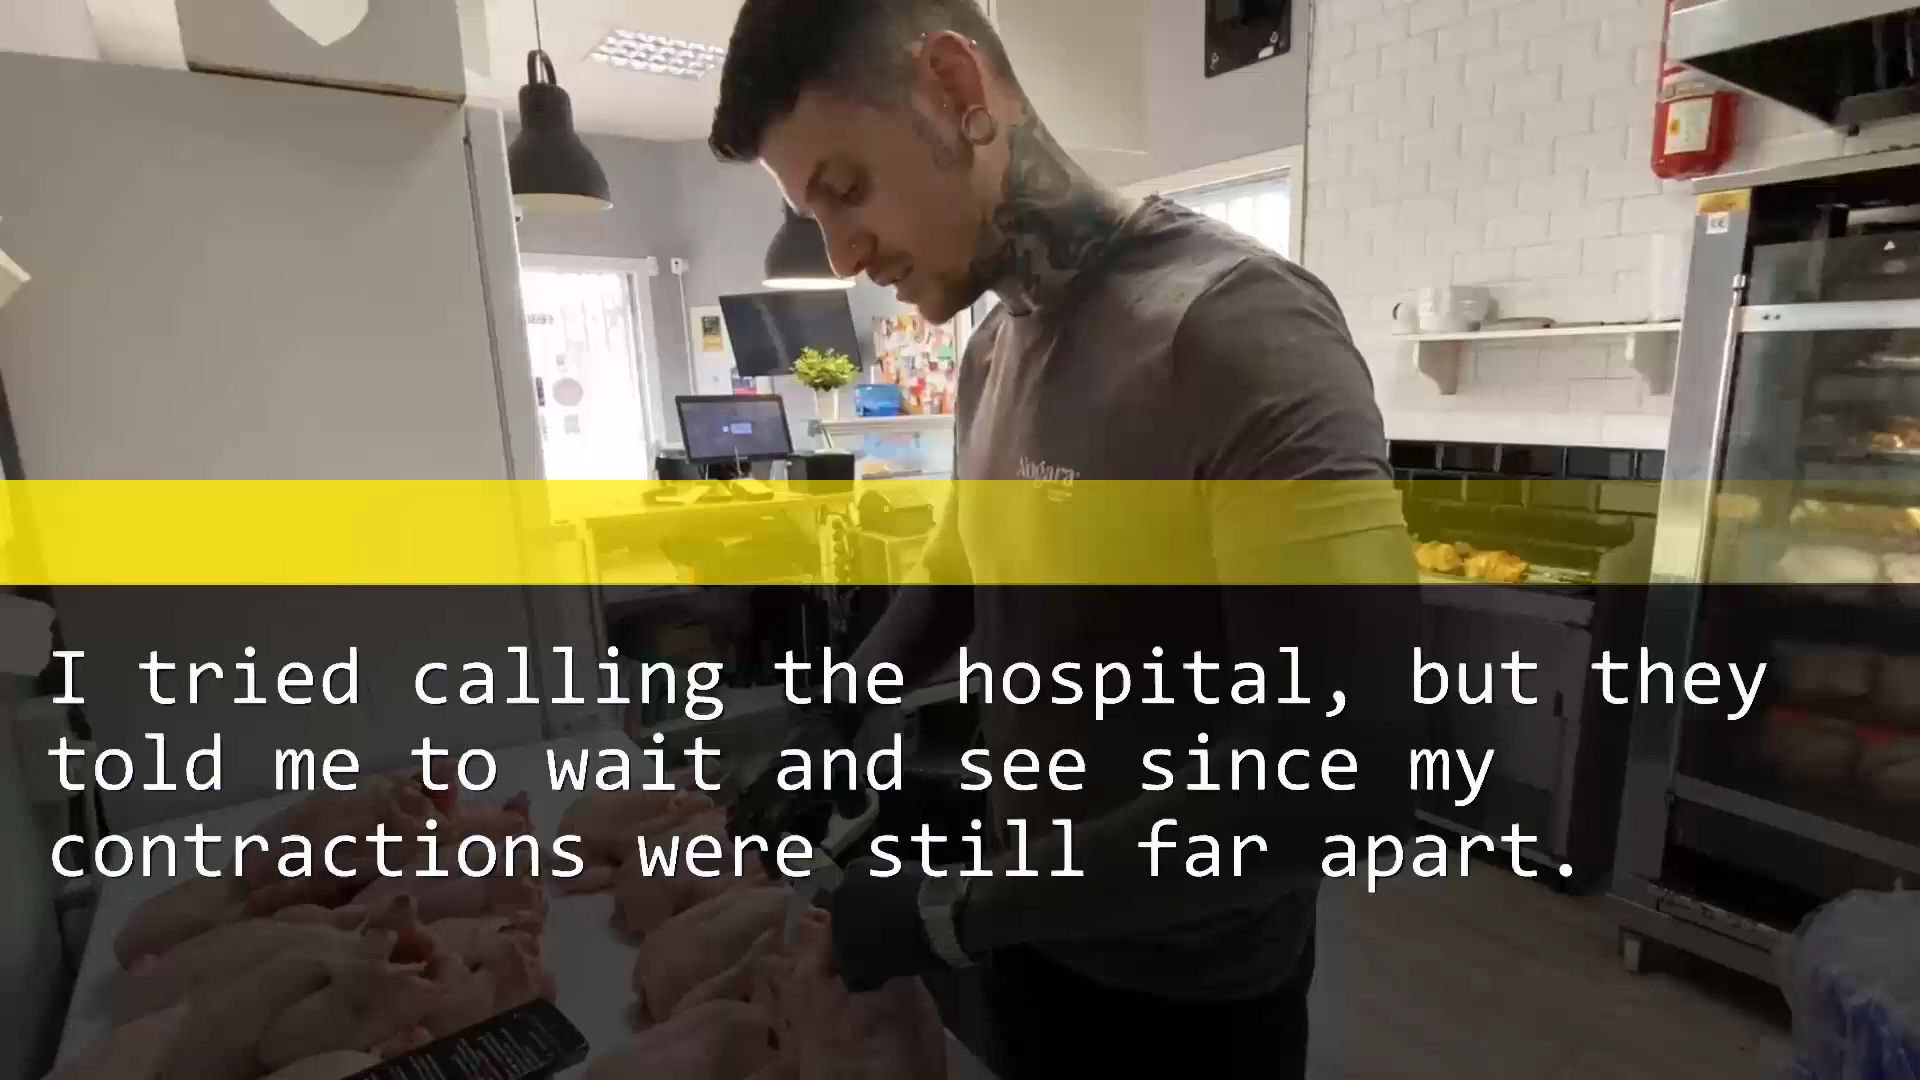 Nogara
I tried calling the hospital, but they
told me to wait and see since my
contractions were still far apart.